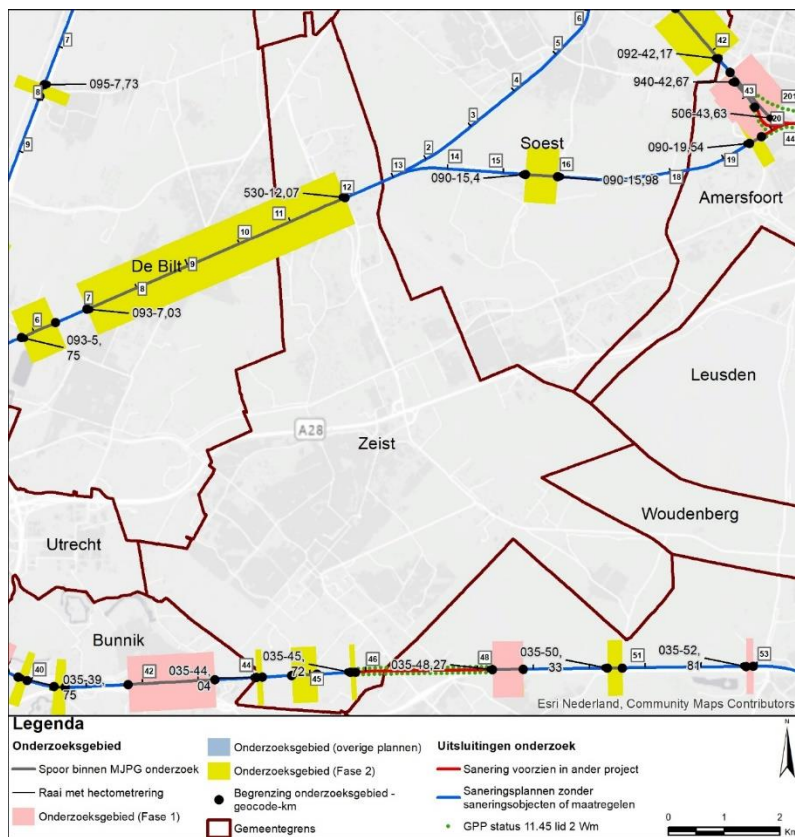 7
6
5
42
092-42,17
095-7,73
8
4
940-42,67
43
201
3
506-43,63
20
9
2
Soest
090-19,54
44
13
14
15
16
19
530-12,07
12
090-15,4
090-15,98
18
Amersfoort
11
10
De Bilt
9
8
7
6
093-7,03
093-5,
75
Leusden
A28
Zeist
Woudenberg
Utrecht
Bunnik
40
035-39,
75
42
035-44
04
44
035-45,
72
45
46
035-48,27
48
035-50,
33
51
035-52,
81
53
Esri Nederland, Community Maps Contributors
Legenda
Onderzoeksgebied
Spoor binnen MJPG onderzoek
Raai met hectometrering
Onderzoeksgebied (Fase 1)
Onderzoeksgebied (overige plannen)
Onderzoeksgebied (Fase 2)
Begrenzing onderzoeksgebied -
geocode-km
Gemeentegrens
Uitsluitingen onderzoek
Sanering voorzien in ander project
Saneringsplannen zonder
saneringsobjecten of maatregelen
GPP status 11.45 lid 2 Wm
0 1 2
Km